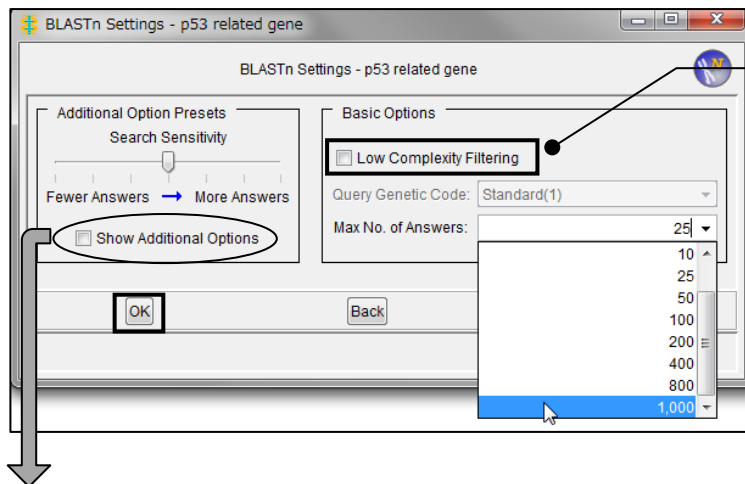 BLASTn Settings - p53 related gene
BLASTn Settings - p53 related gene
N
Additional Option Presets
Search Sensitivity
Fewer Answers → More Answers
Show Additional Options
Basic Options
Low Complexity Filtering
Query Genetic Code: Standard(1)
Max No. of Answers: 25
10
25
50
100
200
400
800
1,000
OK
Back